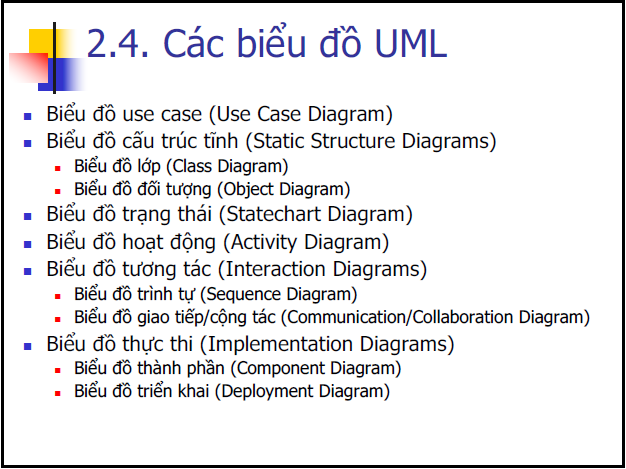 2.4. Các biểu đồ UML
Biểu đồ use case (Use Case Diagram)
Biểu đồ cấu trúc tĩnh (Static Structure Diagrams)
Biểu đồ lớp (Class Diagram)
Biểu đồ đối tượng (Object Diagram)
Biểu đồ trạng thái (Statechart Diagram)
Biểu đồ hoạt động (Activity Diagram)
Biểu đồ tương tác (Interaction Diagrams)
Biểu đồ trình tự (Sequence Diagram)
Biểu đồ giao tiếp/cộng tác (Communication/Collaboration Diagram)
Biểu đồ thực thi (Implementation Diagrams)
Biểu đồ thành phần (Component Diagram)
Biểu đồ triển khai (Deployment Diagram)